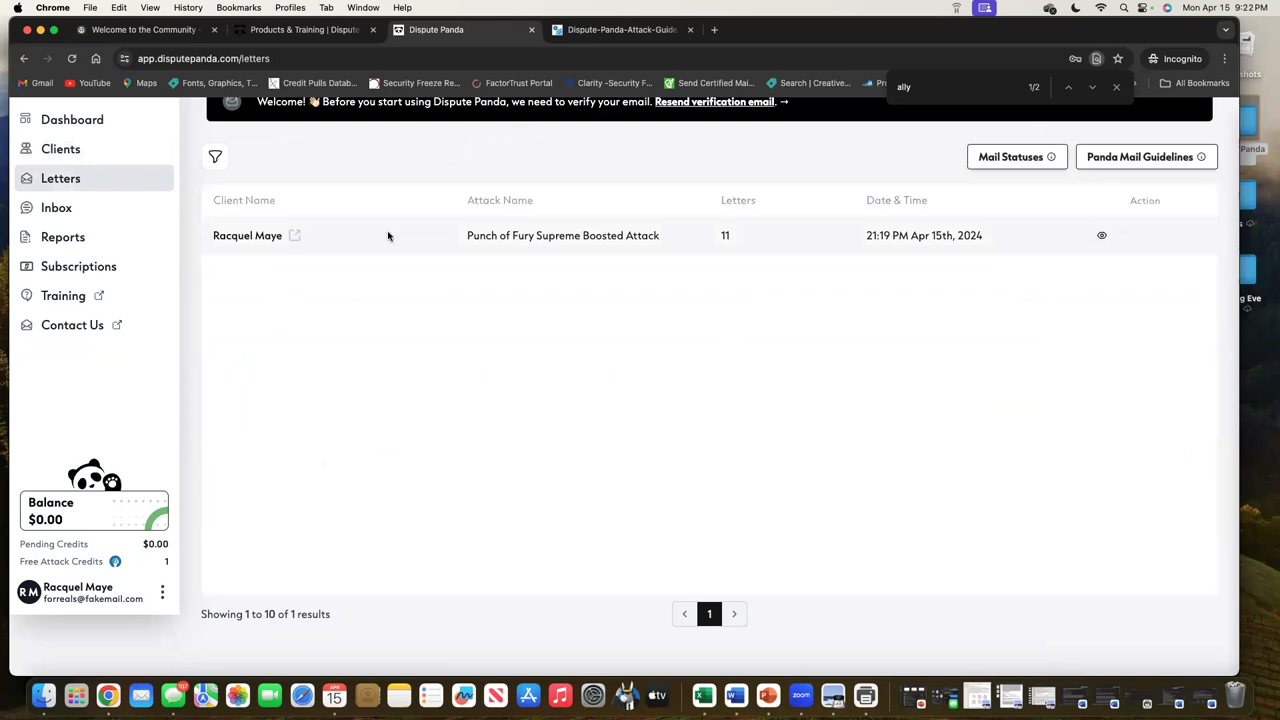 Chrome File Edit View History Bookmarks Profiles Tab Window Help Mon Apr 15 9:22 PM
Welcome to the Community - Products & Training | Dispute Dispute Panda Dispute-Panda-Attack-Guide
app.disputepanda.com/letters Incognito
Gmail YouTube Maps Fonts, Graphics, T... Credit Pulls Datab... Security Freeze Re... FactorTrust Portal Clarity -Security F... Send Certified Mai... Search | Creative... All Bookmarks
ally 1/2
Welcome! 👋 Before you start using Dispute Panda, we need to verify your email. Resend verification email. →
Dashboard
Clients
Letters
Inbox
Reports
Subscriptions
Training
Contact Us
Mail Statuses Panda Mail Guidelines
Client Name Attack Name Letters Date & Time Action
Racquel Maye Punch of Fury Supreme Boosted Attack 11 21:19 PM Apr 15th, 2024
Balance
$0.00
Pending Credits $0.00
Free Attack Credits 1
RM Racquel Maye
forreals@fakemail.com
Showing 1 to 10 of 1 results
1
APR
15
tv
zoom